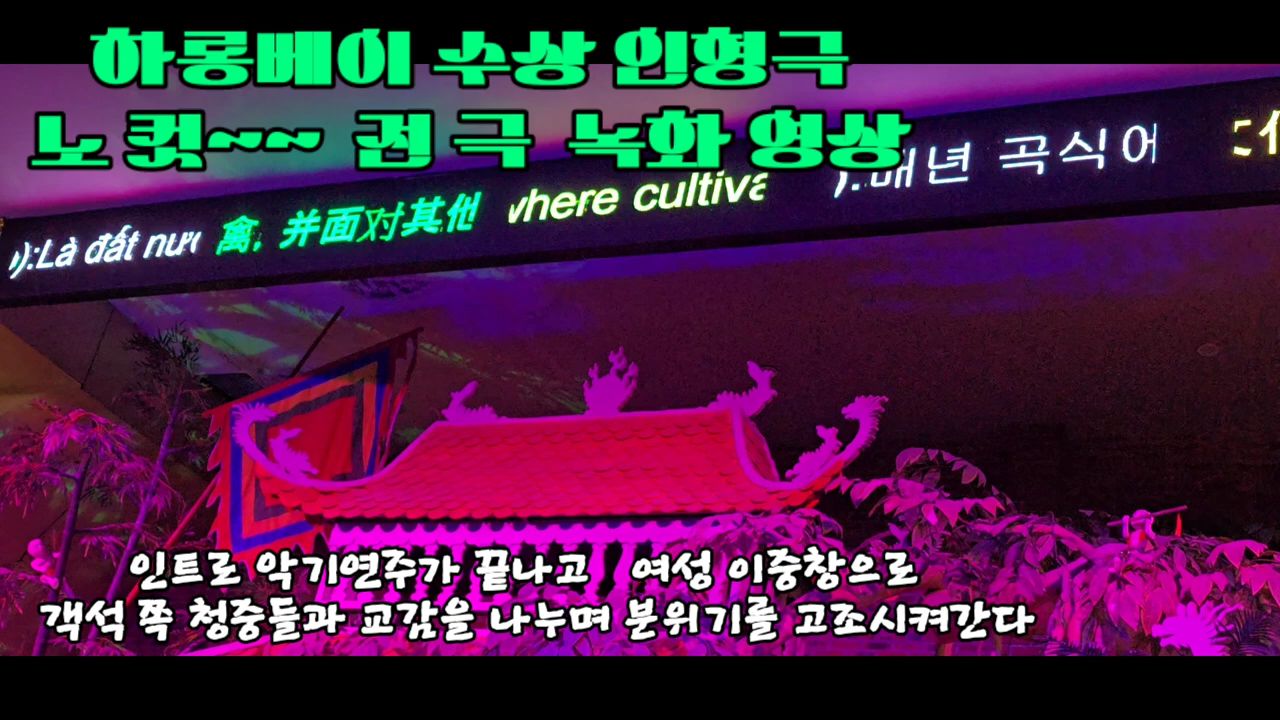 하롱베이 수상 인형극
노 컷~~ 전 극 녹화 영상
):Là đất nướ 禽, 并面对其他 where cultiva ).매년 곡식이
인트로 악기연주가 끝나고 여성 이중창으로
객석 쪽 청중들과 교감을 나누며 분위기를 고조시켜간다